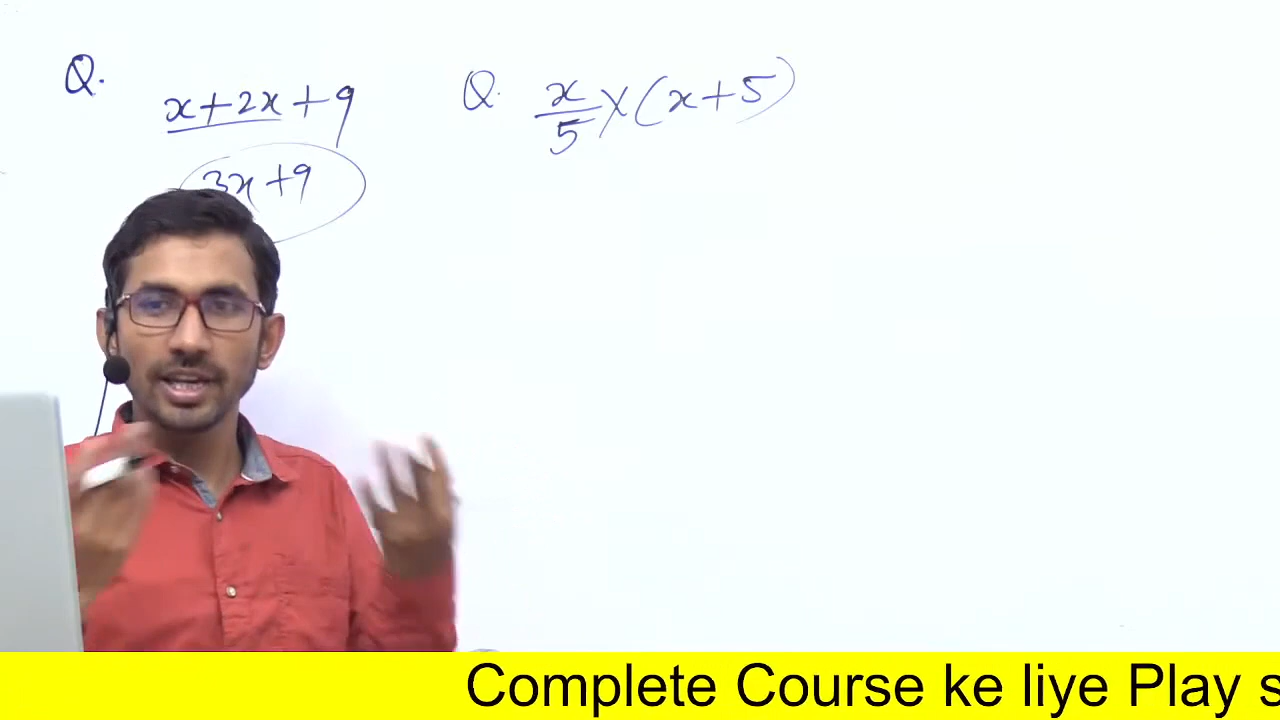 Q. x+2x+9
3x+9
Q. x/5 × (x+5)
Complete Course ke liye Play s